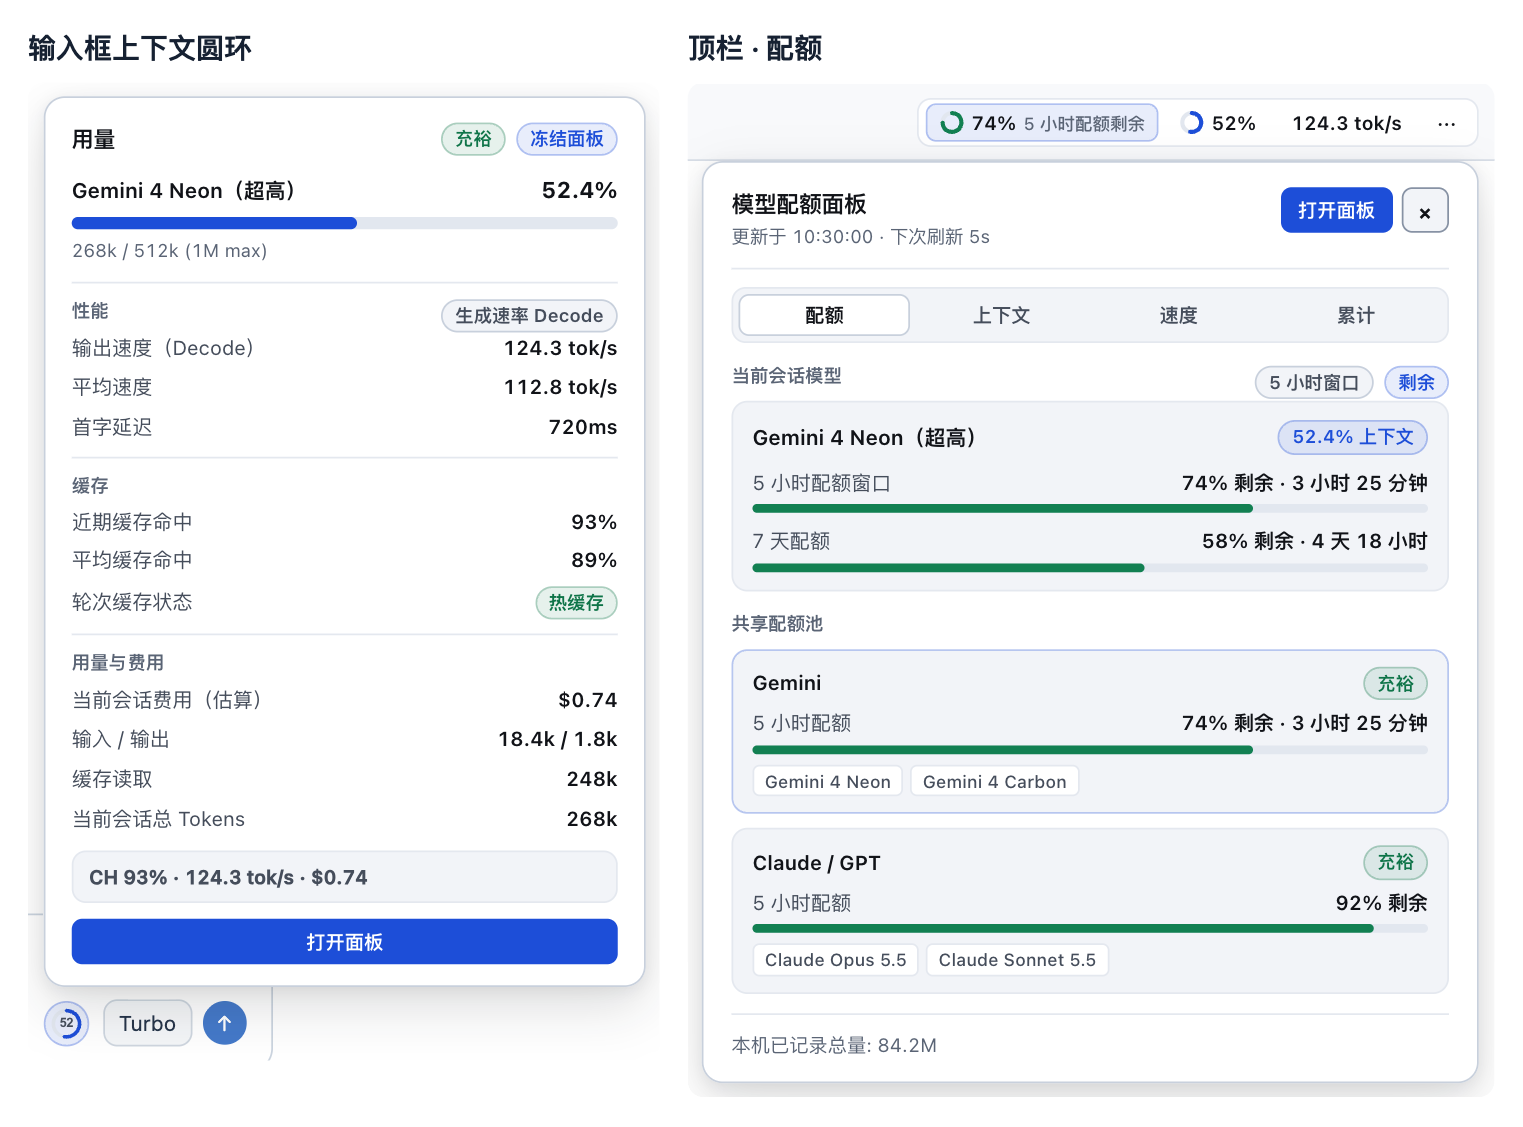 输入框上下文圆环
用量
充裕
冻结面板
Gemini 4 Neon（超高）
52.4%
268k / 512k (1M max)
性能
生成速率 Decode
输出速度（Decode）
124.3 tok/s
平均速度
112.8 tok/s
首字延迟
720ms
缓存
近期缓存命中
93%
平均缓存命中
89%
轮次缓存状态
热缓存
用量与费用
当前会话费用（估算）
$0.74
输入 / 输出
18.4k / 1.8k
缓存读取
248k
当前会话总 Tokens
268k
CH 93% · 124.3 tok/s · $0.74
打开面板
52
Turbo
顶栏 · 配额
74% 5 小时配额剩余
52%
124.3 tok/s
···
模型配额面板
更新于 10:30:00 · 下次刷新 5s
打开面板
×
配额
上下文
速度
累计
当前会话模型
5 小时窗口
剩余
Gemini 4 Neon（超高）
52.4% 上下文
5 小时配额窗口
74% 剩余 · 3 小时 25 分钟
7 天配额
58% 剩余 · 4 天 18 小时
共享配额池
Gemini
充裕
5 小时配额
74% 剩余 · 3 小时 25 分钟
Gemini 4 Neon
Gemini 4 Carbon
Claude / GPT
充裕
5 小时配额
92% 剩余
Claude Opus 5.5
Claude Sonnet 5.5
本机已记录总量: 84.2M